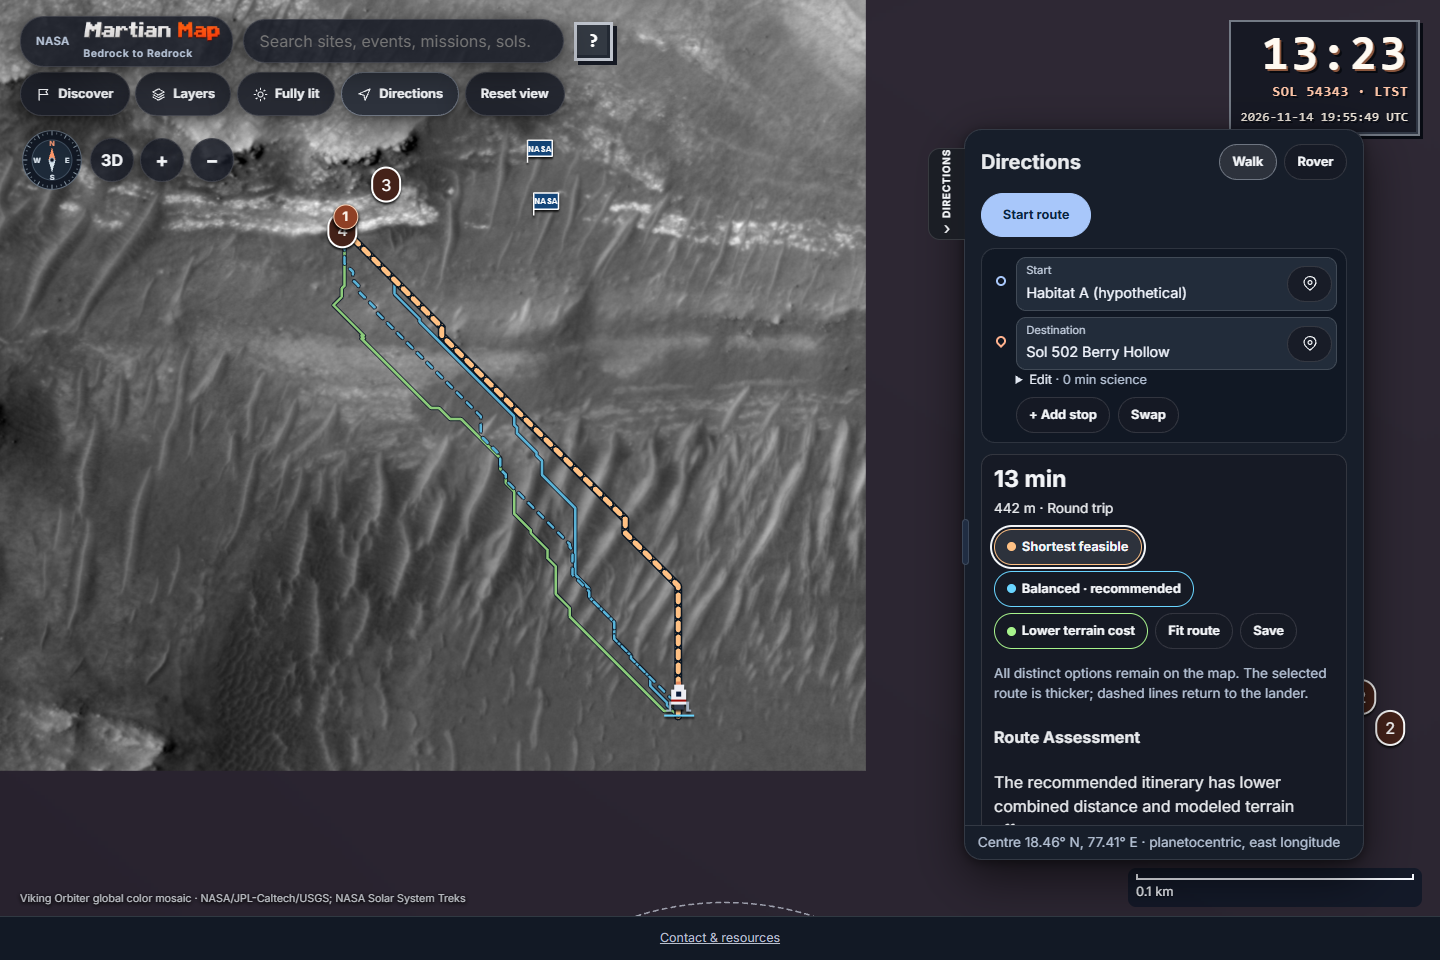 NASA
Martian Map
Bedrock to Redrock
Search sites, events, missions, sols.
?
Discover
Layers
Fully lit
Directions
Reset view
N
W
E
S
3D
+
−
NASA
NASA
3
1
4
13:23
SOL 54343 • LTST
2026-11-14 19:55:49 UTC
DIRECTIONS
Directions
Walk
Rover
Start route
Start
Habitat A (hypothetical)
Destination
Sol 502 Berry Hollow
Edit · 0 min science
+ Add stop
Swap
13 min
442 m · Round trip
Shortest feasible
Balanced · recommended
Lower terrain cost
Fit route
Save
All distinct options remain on the map. The selected
route is thicker; dashed lines return to the lander.
Route Assessment
The recommended itinerary has lower
combined distance and modeled terrain
Centre 18.46° N, 77.41° E · planetocentric, east longitude
2
0.1 km
Viking Orbiter global color mosaic · NASA/JPL-Caltech/USGS; NASA Solar System Treks
Contact & resources